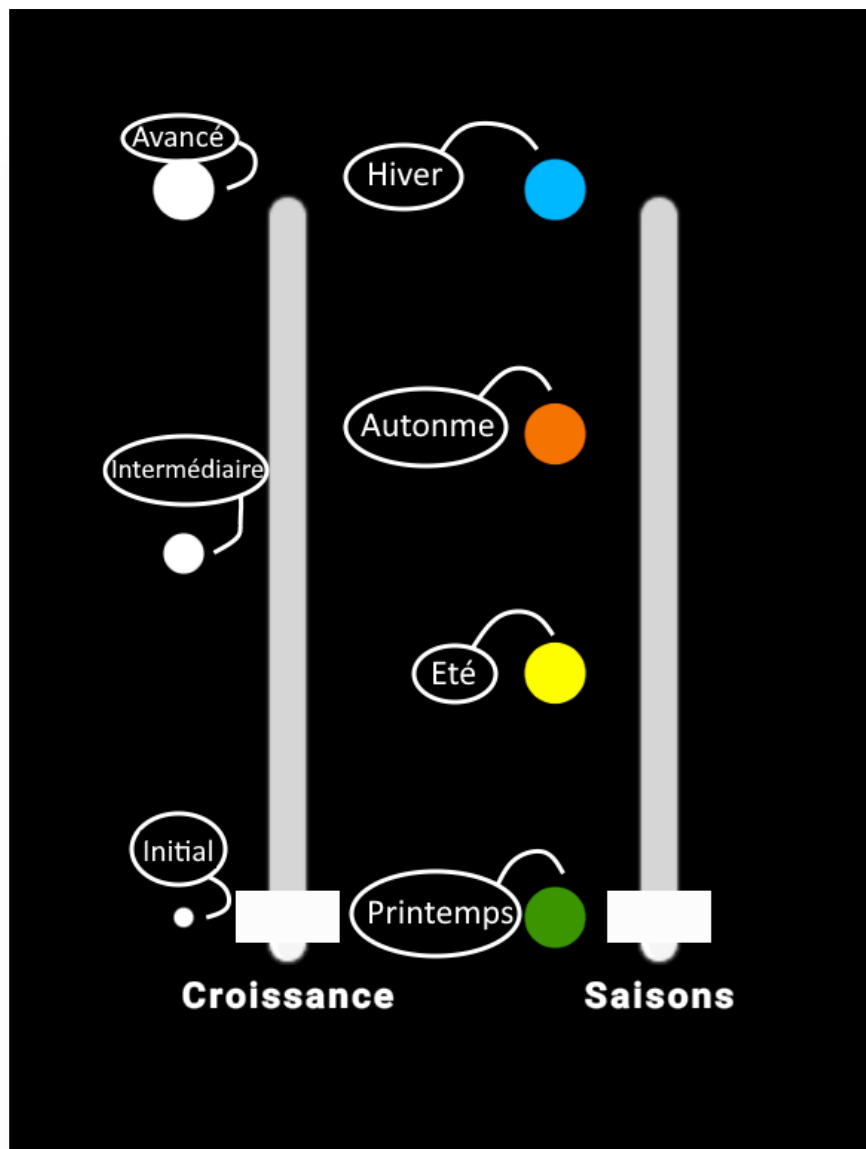 Avancé
Hiver
Autonme
Intermédiaire
Eté
Initial
Printemps
Croissance
Saisons